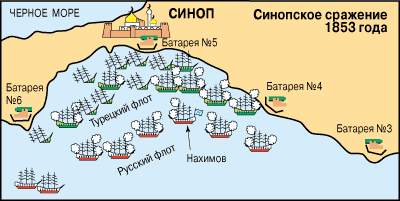 ЧЕРНОЕ МОРЕ
СИНОП
Синопское сражение
1853 года
Батарея №5
Батарея
№6
Батарея №4
Батарея №3
Турецкий флот
Русский флот
Нахимов